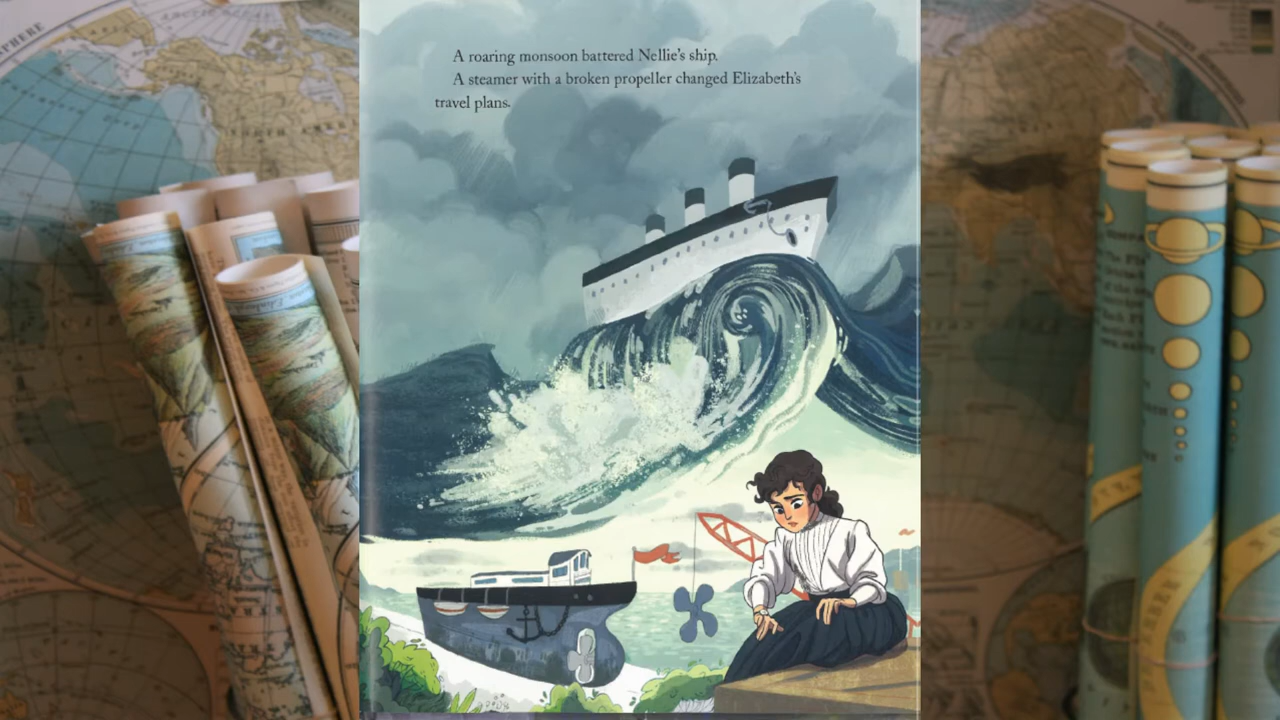 A roaring monsoon battered Nellie's ship.
A steamer with a broken propeller changed Elizabeth's
travel plans.